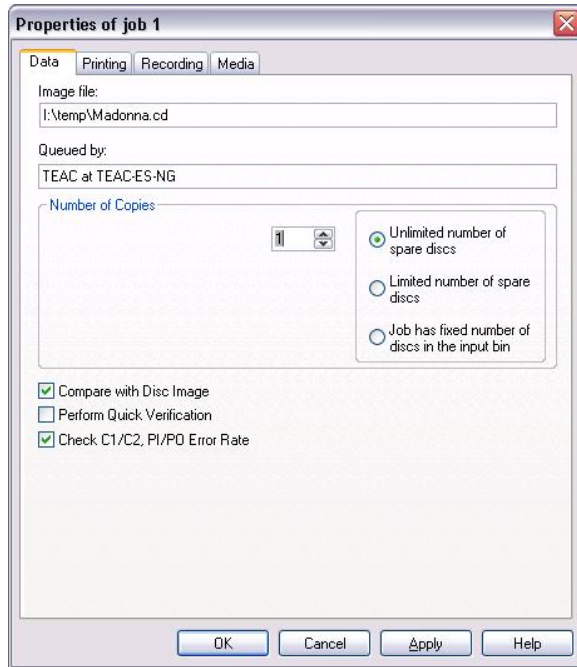 Properties of job 1
Data Printing Recording Media
Image file:
I:\temp\Madonna.cd
Queued by:
TEAC at TEAC-ES-NG
Number of Copies
1
Unlimited number of
spare discs
Limited number of spare
discs
Job has fixed number of
discs in the input bin
Compare with Disc Image
Perform Quick Verification
Check C1/C2, PI/PO Error Rate
OK Cancel Apply Help